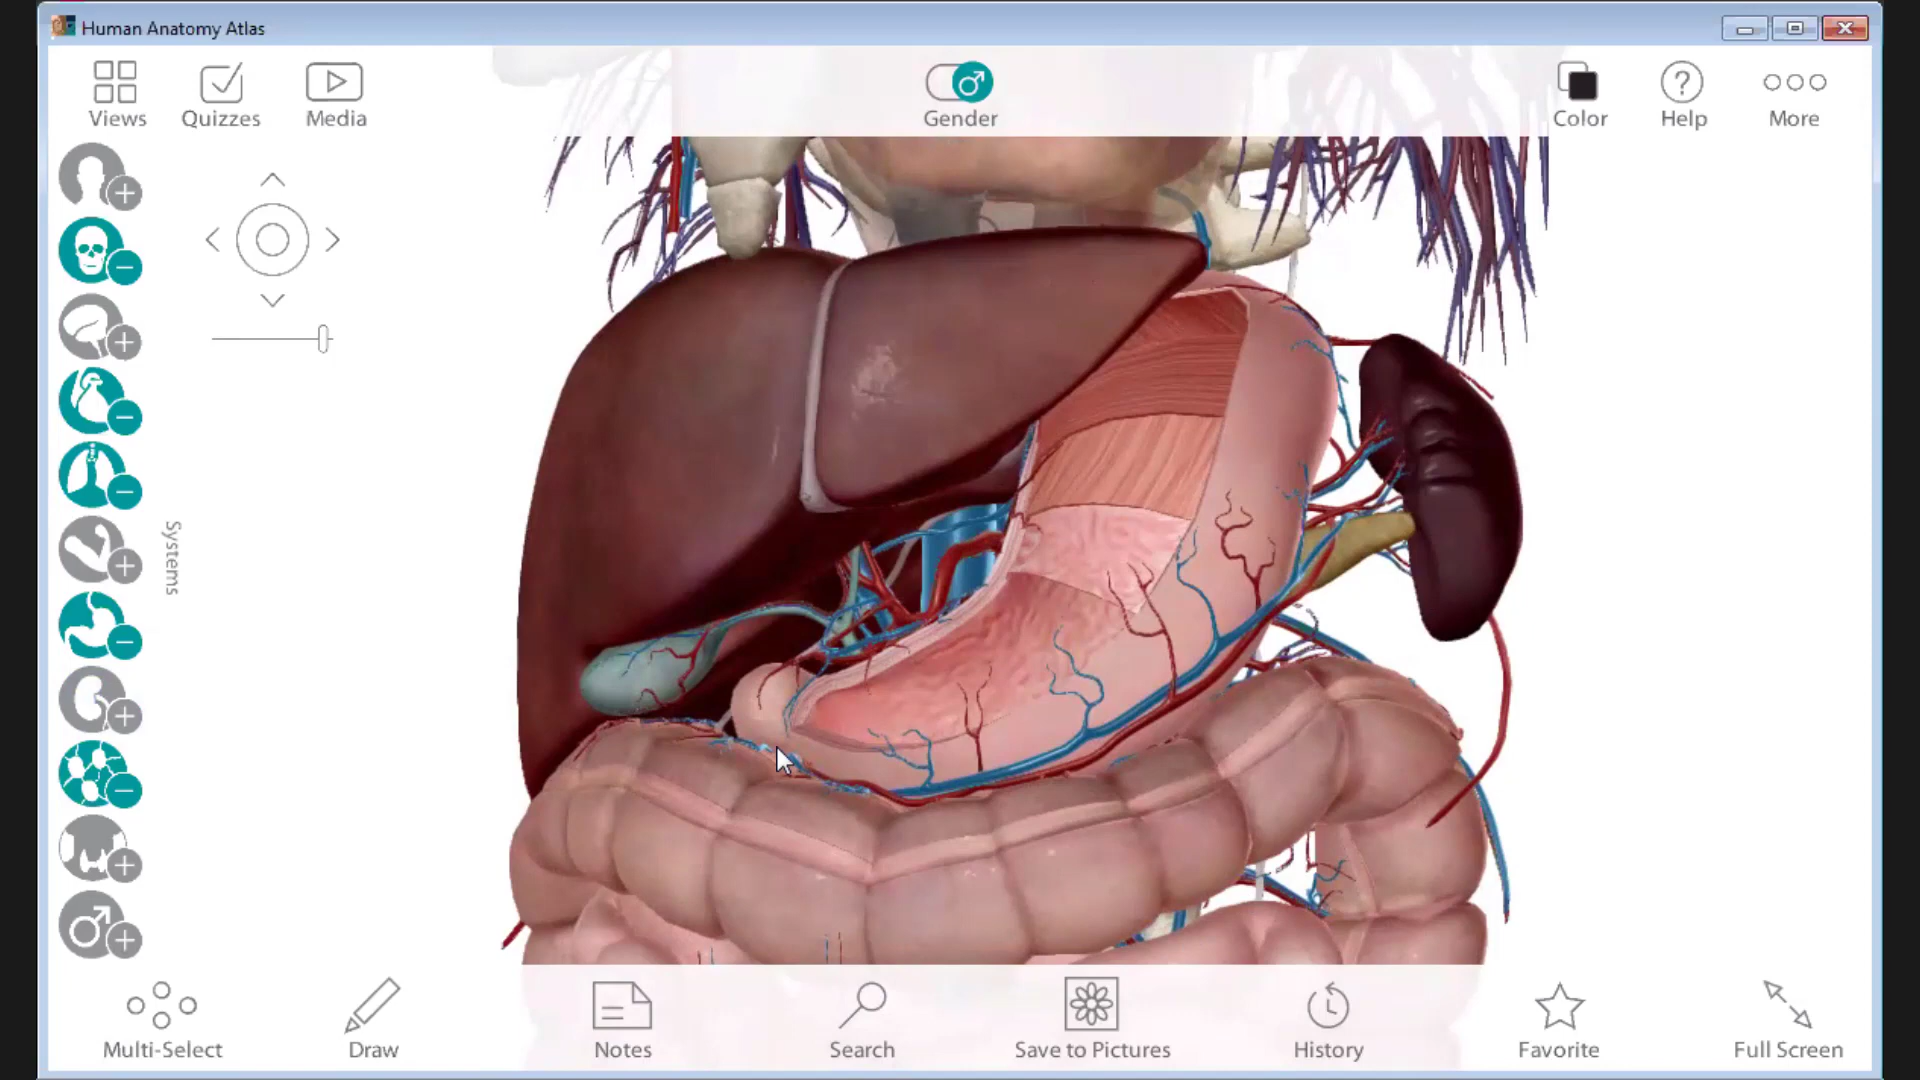 Human Anatomy Atlas
Views
Quizzes
Media
Gender
Color
Help
More
Systems
Multi-Select
Draw
Notes
Search
Save to Pictures
History
Favorite
Full Screen